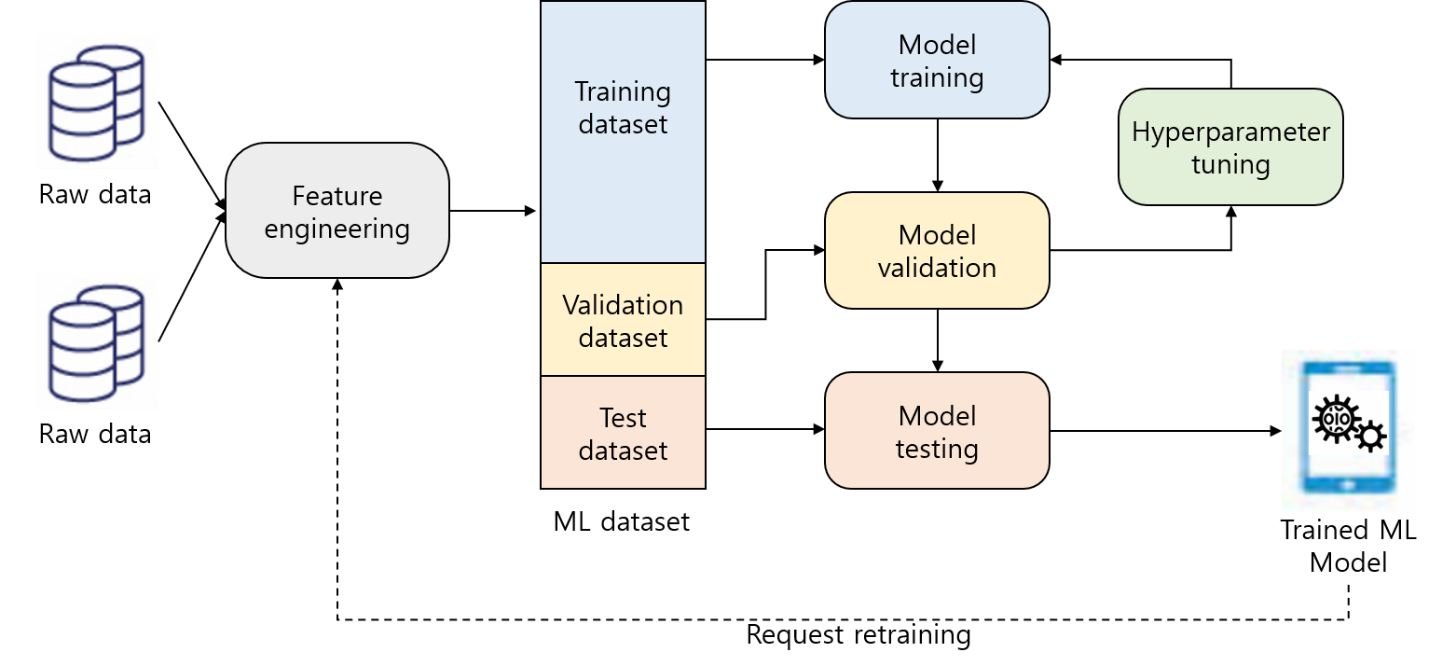 Raw data
Raw data
Feature
engineering
Training
dataset
Validation
dataset
Test
dataset
ML dataset
Model
training
Model
validation
Model
testing
Hyperparameter
tuning
Trained ML
Model
Request retraining